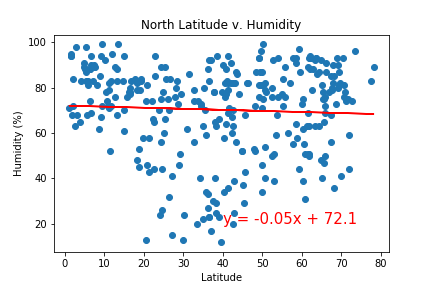 North Latitude v. Humidity
100
80
60
40
20
Humidity (%)
y = -0.05x + 72.1
0 10 20 30 40 50 60 70 80
Latitude